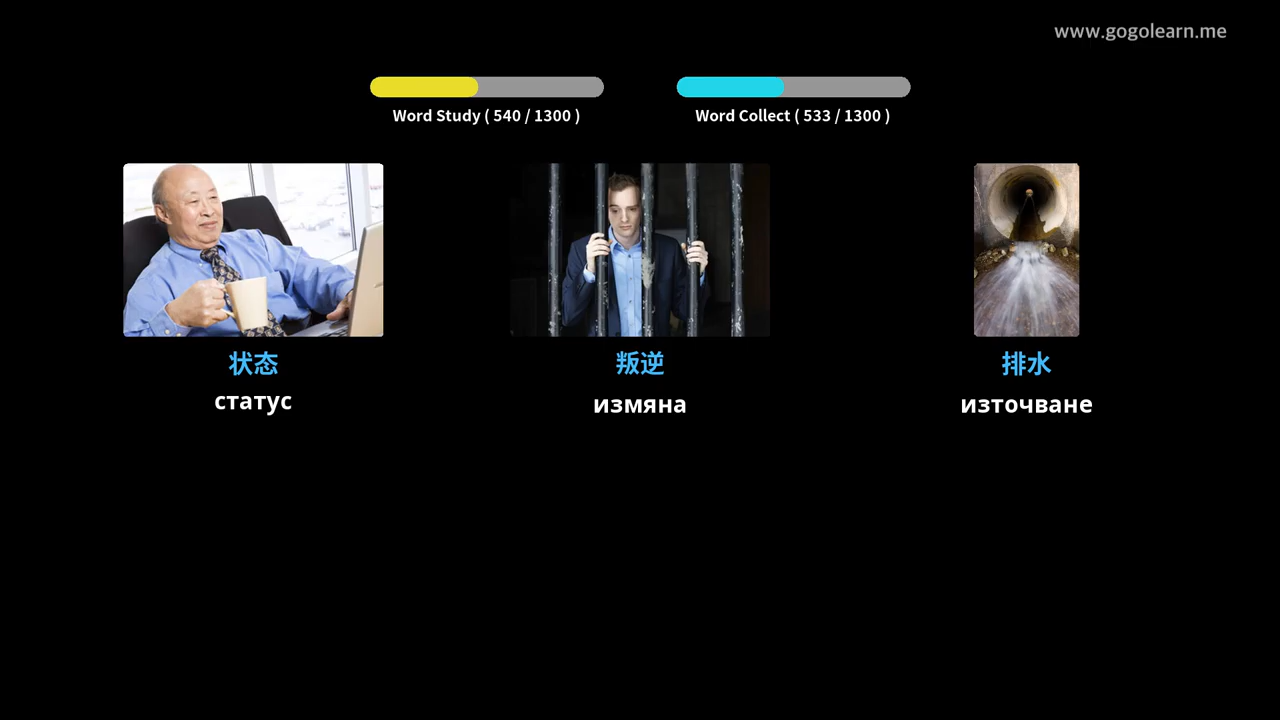 www.gogolearn.me
Word Study ( 540 / 1300 )
Word Collect ( 533 / 1300 )
状态
叛逆
排水
статус
измяна
източване